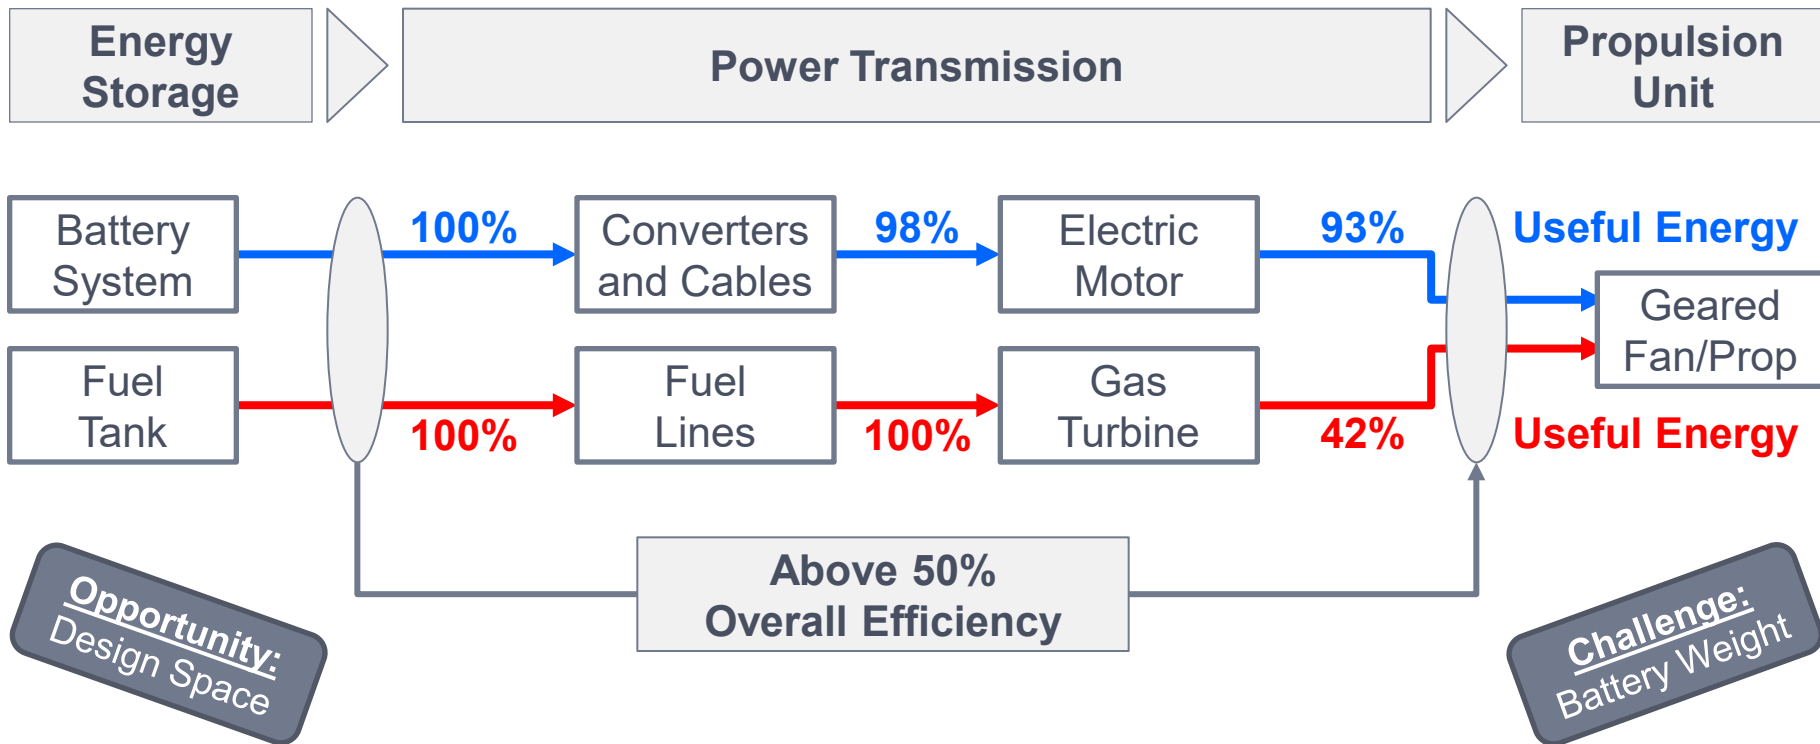 Energy
Storage
Power Transmission
Propulsion
Unit
Battery
System
100%
Converters
and Cables
98%
Electric
Motor
93%
Useful Energy
Geared
Fan/Prop
Fuel
Tank
100%
Fuel
Lines
100%
Gas
Turbine
42%
Useful Energy
Above 50%
Overall Efficiency
Opportunity:
Design Space
Challenge:
Battery Weight